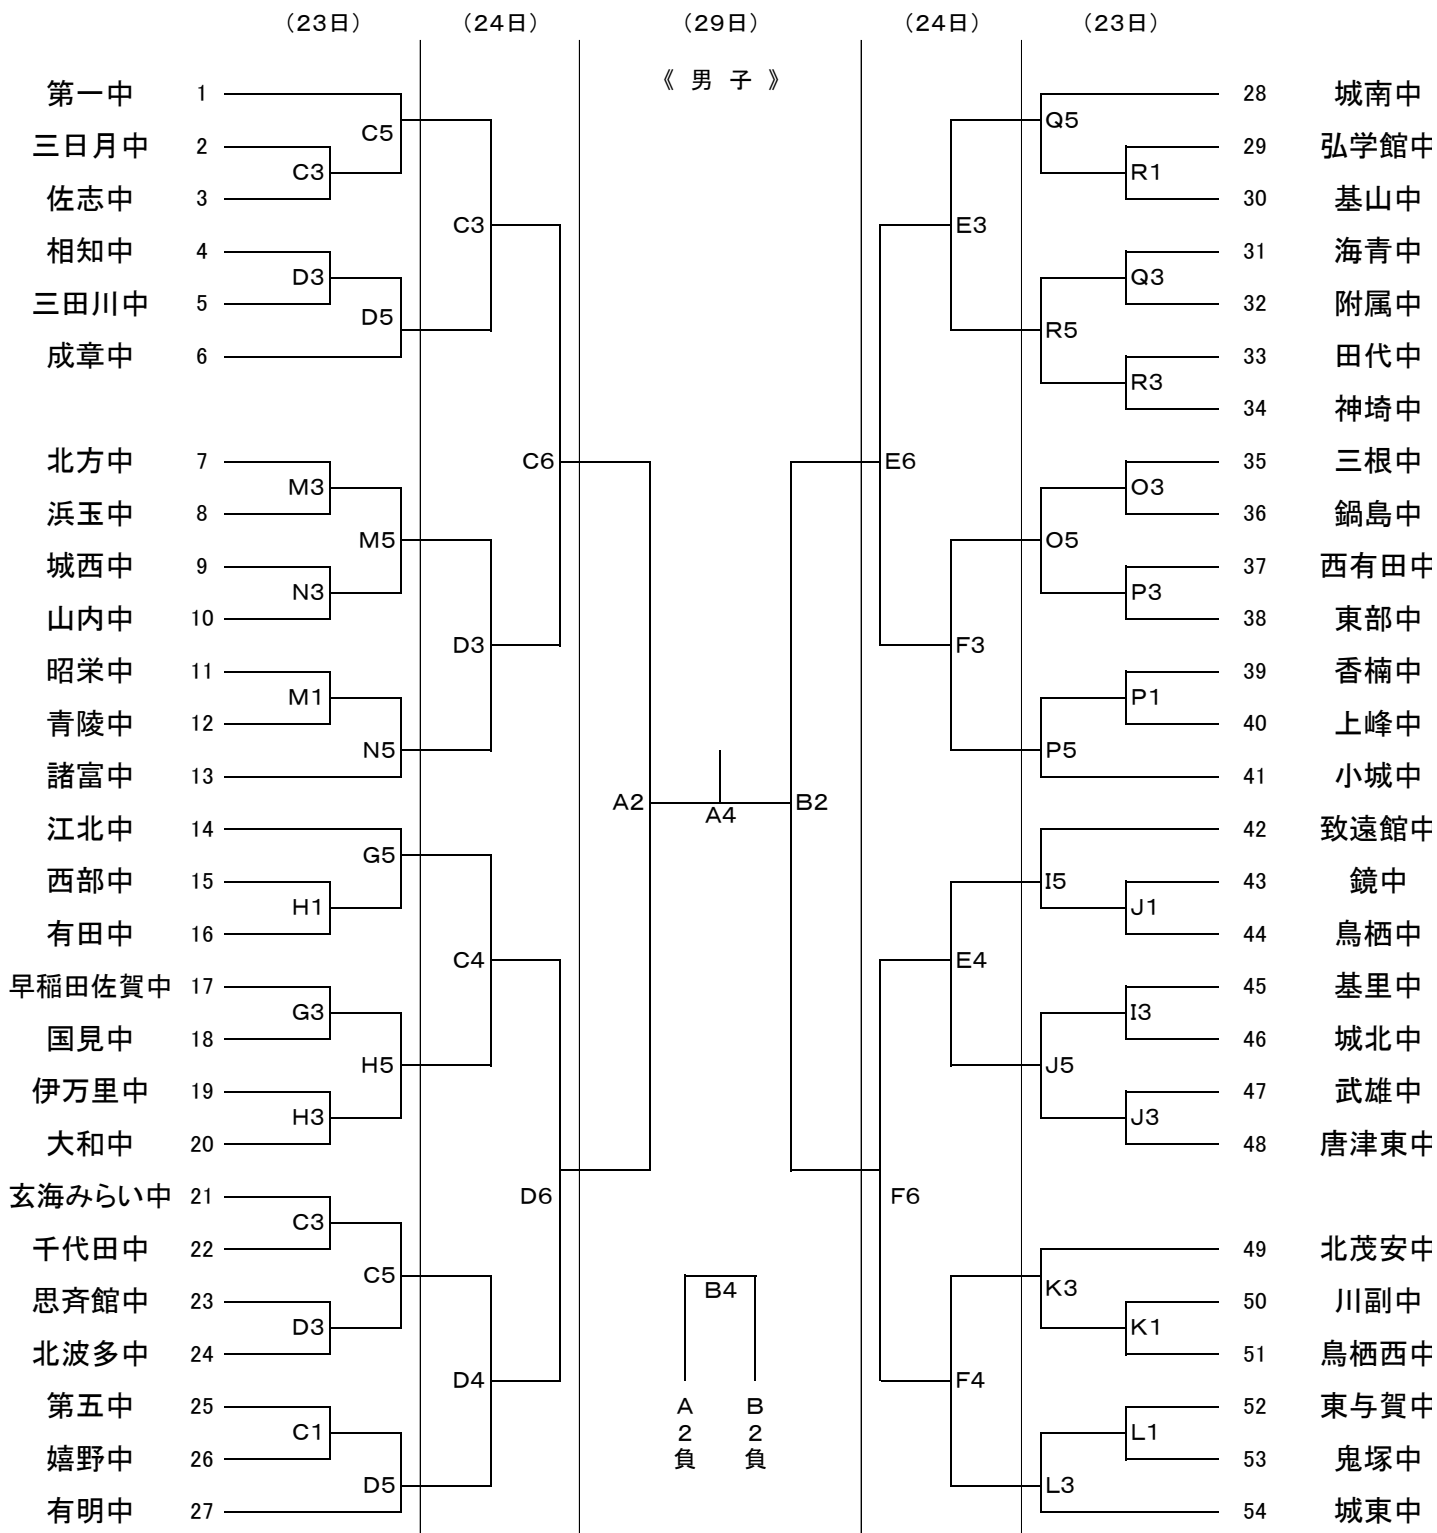 (23日) (24日) (29日) (24日) (23日)
《 男 子 》
第一中 1 28 城南中
C5 Q5
三日月中 2 29 弘学館中
C3 R1
佐志中 3 30 基山中
C3 E3
相知中 4 31 海青中
D3 Q3
三田川中 5 32 附属中
D5 R5
成章中 6 33 田代中
R3
34 神埼中
北方中 7 C6 E6 35 三根中
M3 O3
浜玉中 8 36 鍋島中
M5 O5
城西中 9 37 西有田中
N3 P3
山内中 10 38 東部中
D3 F3
昭栄中 11 39 香楠中
M1 P1
青陵中 12 40 上峰中
N5 P5
諸富中 13 41 小城中
A2 A4 B2
江北中 14 42 致遠館中
G5
西部中 15 I5 43 鏡中
H1 J1
有田中 16 44 鳥栖中
C4 E4
早稲田佐賀中 17 45 基里中
G3 I3
国見中 18 46 城北中
H5 J5
伊万里中 19 47 武雄中
H3 J3
大和中 20 48 唐津東中
玄海みらい中 21 D6 F6
C3
千代田中 22 49 北茂安中
C5 B4 K3
思斉館中 23 50 川副中
D3 K1
北波多中 24 51 鳥栖西中
D4 F4
第五中 25 A2負 B2負 52 東与賀中
C1 L1
嬉野中 26 53 鬼塚中
D5 L3
有明中 27 54 城東中